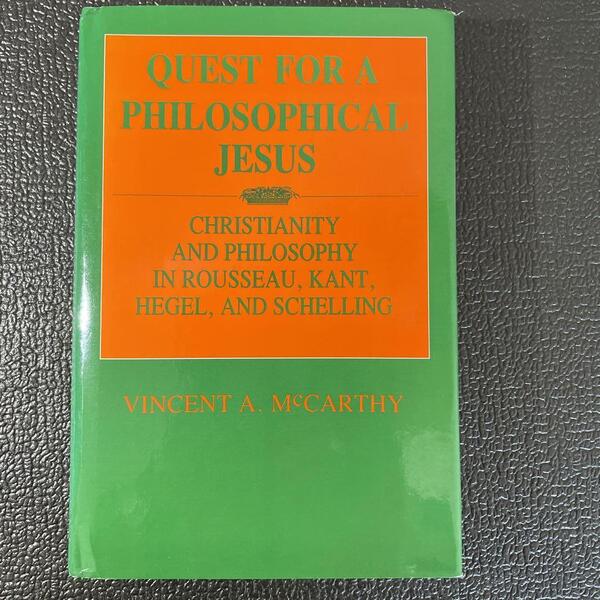 QUEST FOR A
PHILOSOPHICAL
JESUS
CHRISTIANITY
AND PHILOSOPHY
IN ROUSSEAU, KANT,
HEGEL, AND SCHELLING
VINCENT A. McCARTHY